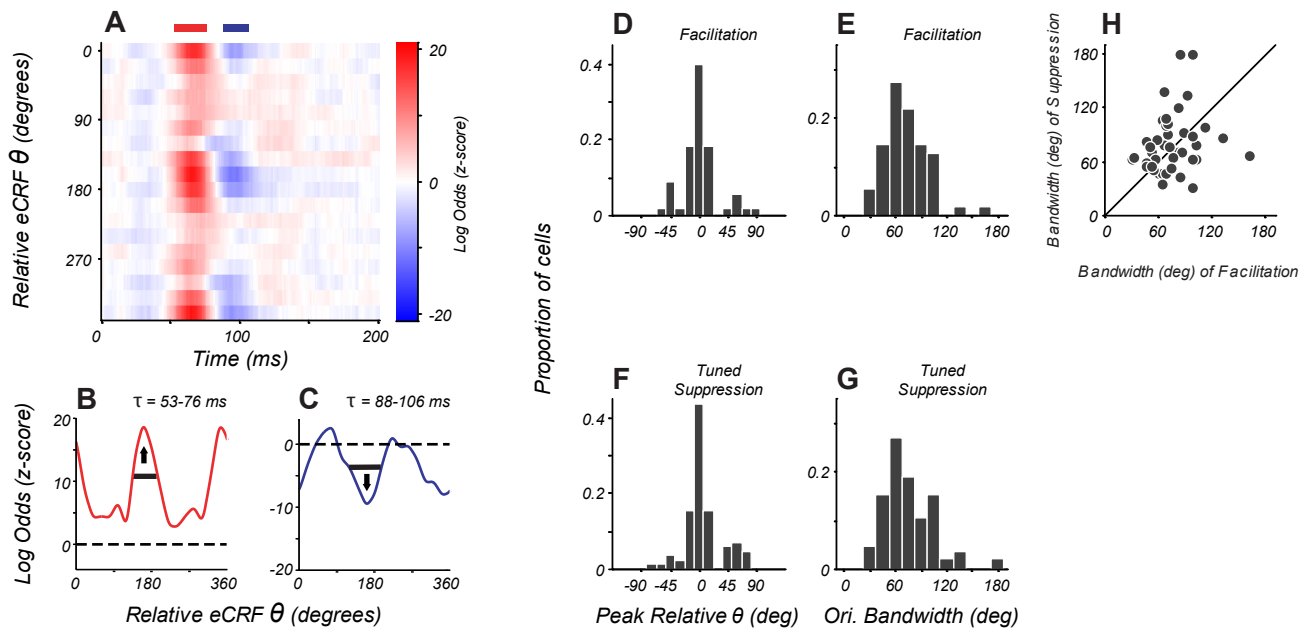 A
Relative eCRF θ (degrees)
0
90
180
270
0
100
200
Time (ms)
20
0
-20
Log Odds (z-score)
B
τ = 53-76 ms
20
10
0
0
180
360
Log Odds (z-score)
C
τ = 88-106 ms
0
-10
-20
0
180
360
Relative eCRF θ (degrees)
Proportion of cells
D
Facilitation
0.4
0.2
0
-90
-45
0
45
90
E
Facilitation
0.2
0
0
60
120
180
F
Tuned
Suppression
0.4
0.2
0
-90
-45
0
45
90
Peak Relative θ (deg)
G
Tuned
Suppression
0.2
0
0
60
120
180
Ori. Bandwidth (deg)
H
Bandwidth (deg) of Suppression
180
120
60
0
0
60
120
180
Bandwidth (deg) of Facilitation